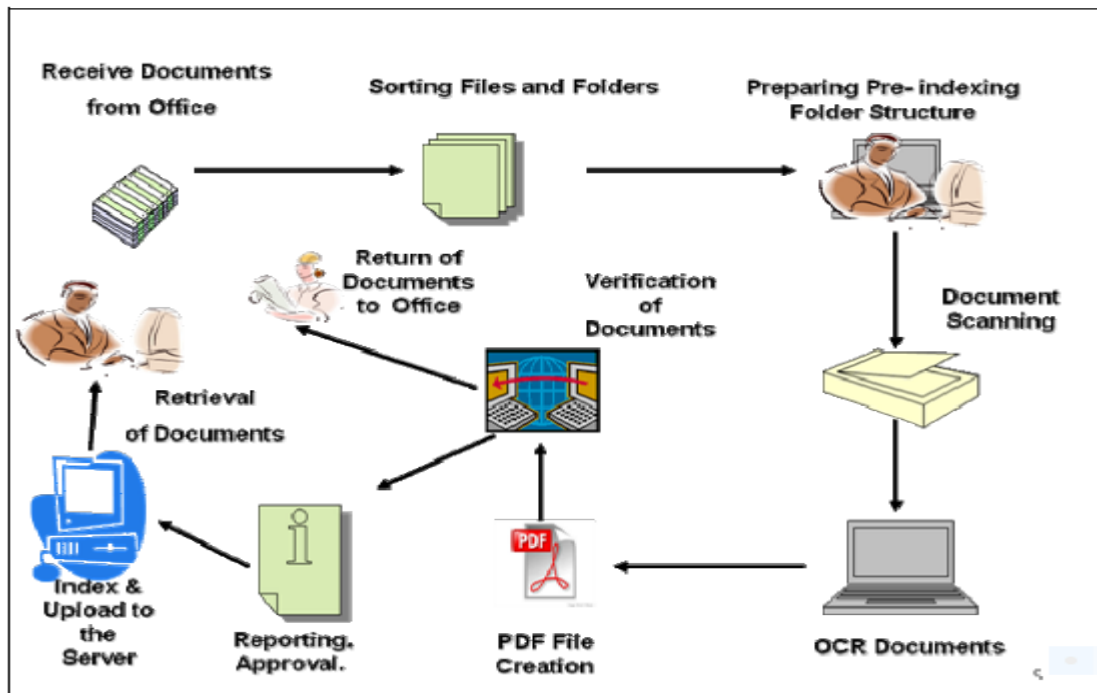 Receive Documents
from Office
Sorting Files and Folders
Preparing Pre- indexing
Folder Structure
Return of
Documents
to Office
Verification
of
Documents
Document
Scanning
Retrieval
of Documents
PDF
Index &
Upload to
the
Server
Reporting.
Approval.
PDF File
Creation
OCR Documents